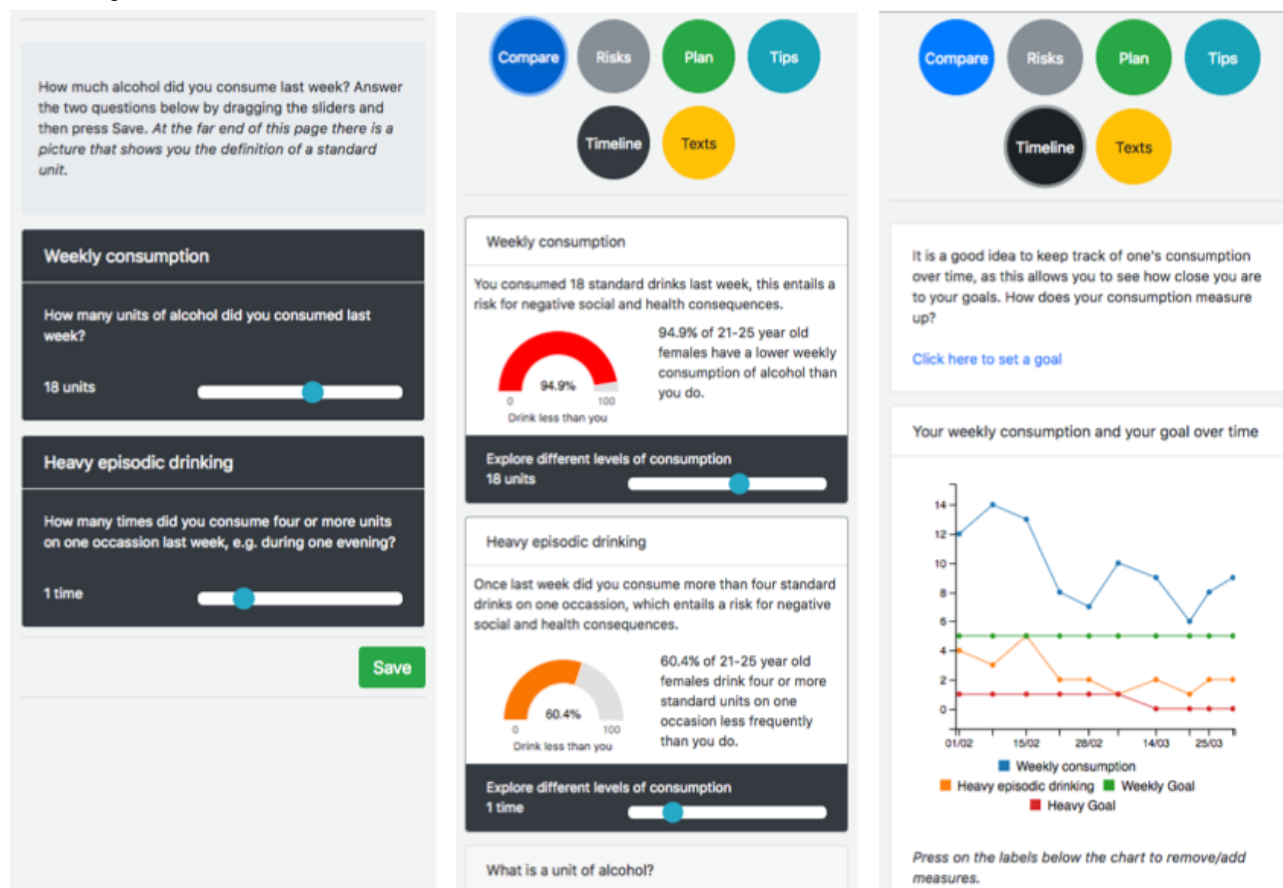 How much alcohol did you consume last week? Answer
the two questions below by dragging the sliders and
then press Save. At the far end of this page there is a
picture that shows you the definition of a standard
unit.
Weekly consumption
How many units of alcohol did you consumed last
week?
18 units
Heavy episodic drinking
How many times did you consume four or more units
on one occassion last week, e.g. during one evening?
1 time
Save
Compare
Risks
Plan
Tips
Timeline
Texts
Weekly consumption
You consumed 18 standard drinks last week, this entails a
risk for negative social and health consequences.
94.9%
0
100
Drink less than you
94.9% of 21-25 year old
females have a lower weekly
consumption of alcohol than
you do.
Explore different levels of consumption
18 units
Heavy episodic drinking
Once last week did you consume more than four standard
drinks on one occassion, which entails a risk for negative
social and health consequences.
60.4%
0
100
Drink less than you
60.4% of 21-25 year old
females drink four or more
standard units on one
occasion less frequently
than you do.
Explore different levels of consumption
1 time
What is a unit of alcohol?
Compare
Risks
Plan
Tips
Timeline
Texts
It is a good idea to keep track of one's consumption
over time, as this allows you to see how close you are
to your goals. How does your consumption measure
up?
Click here to set a goal
Your weekly consumption and your goal over time
14
12
10
8
6
4
2
0
01/02
15/02
28/02
14/03
25/03
Weekly consumption
Heavy episodic drinking
Weekly Goal
Heavy Goal
Press on the labels below the chart to remove/add
measures.